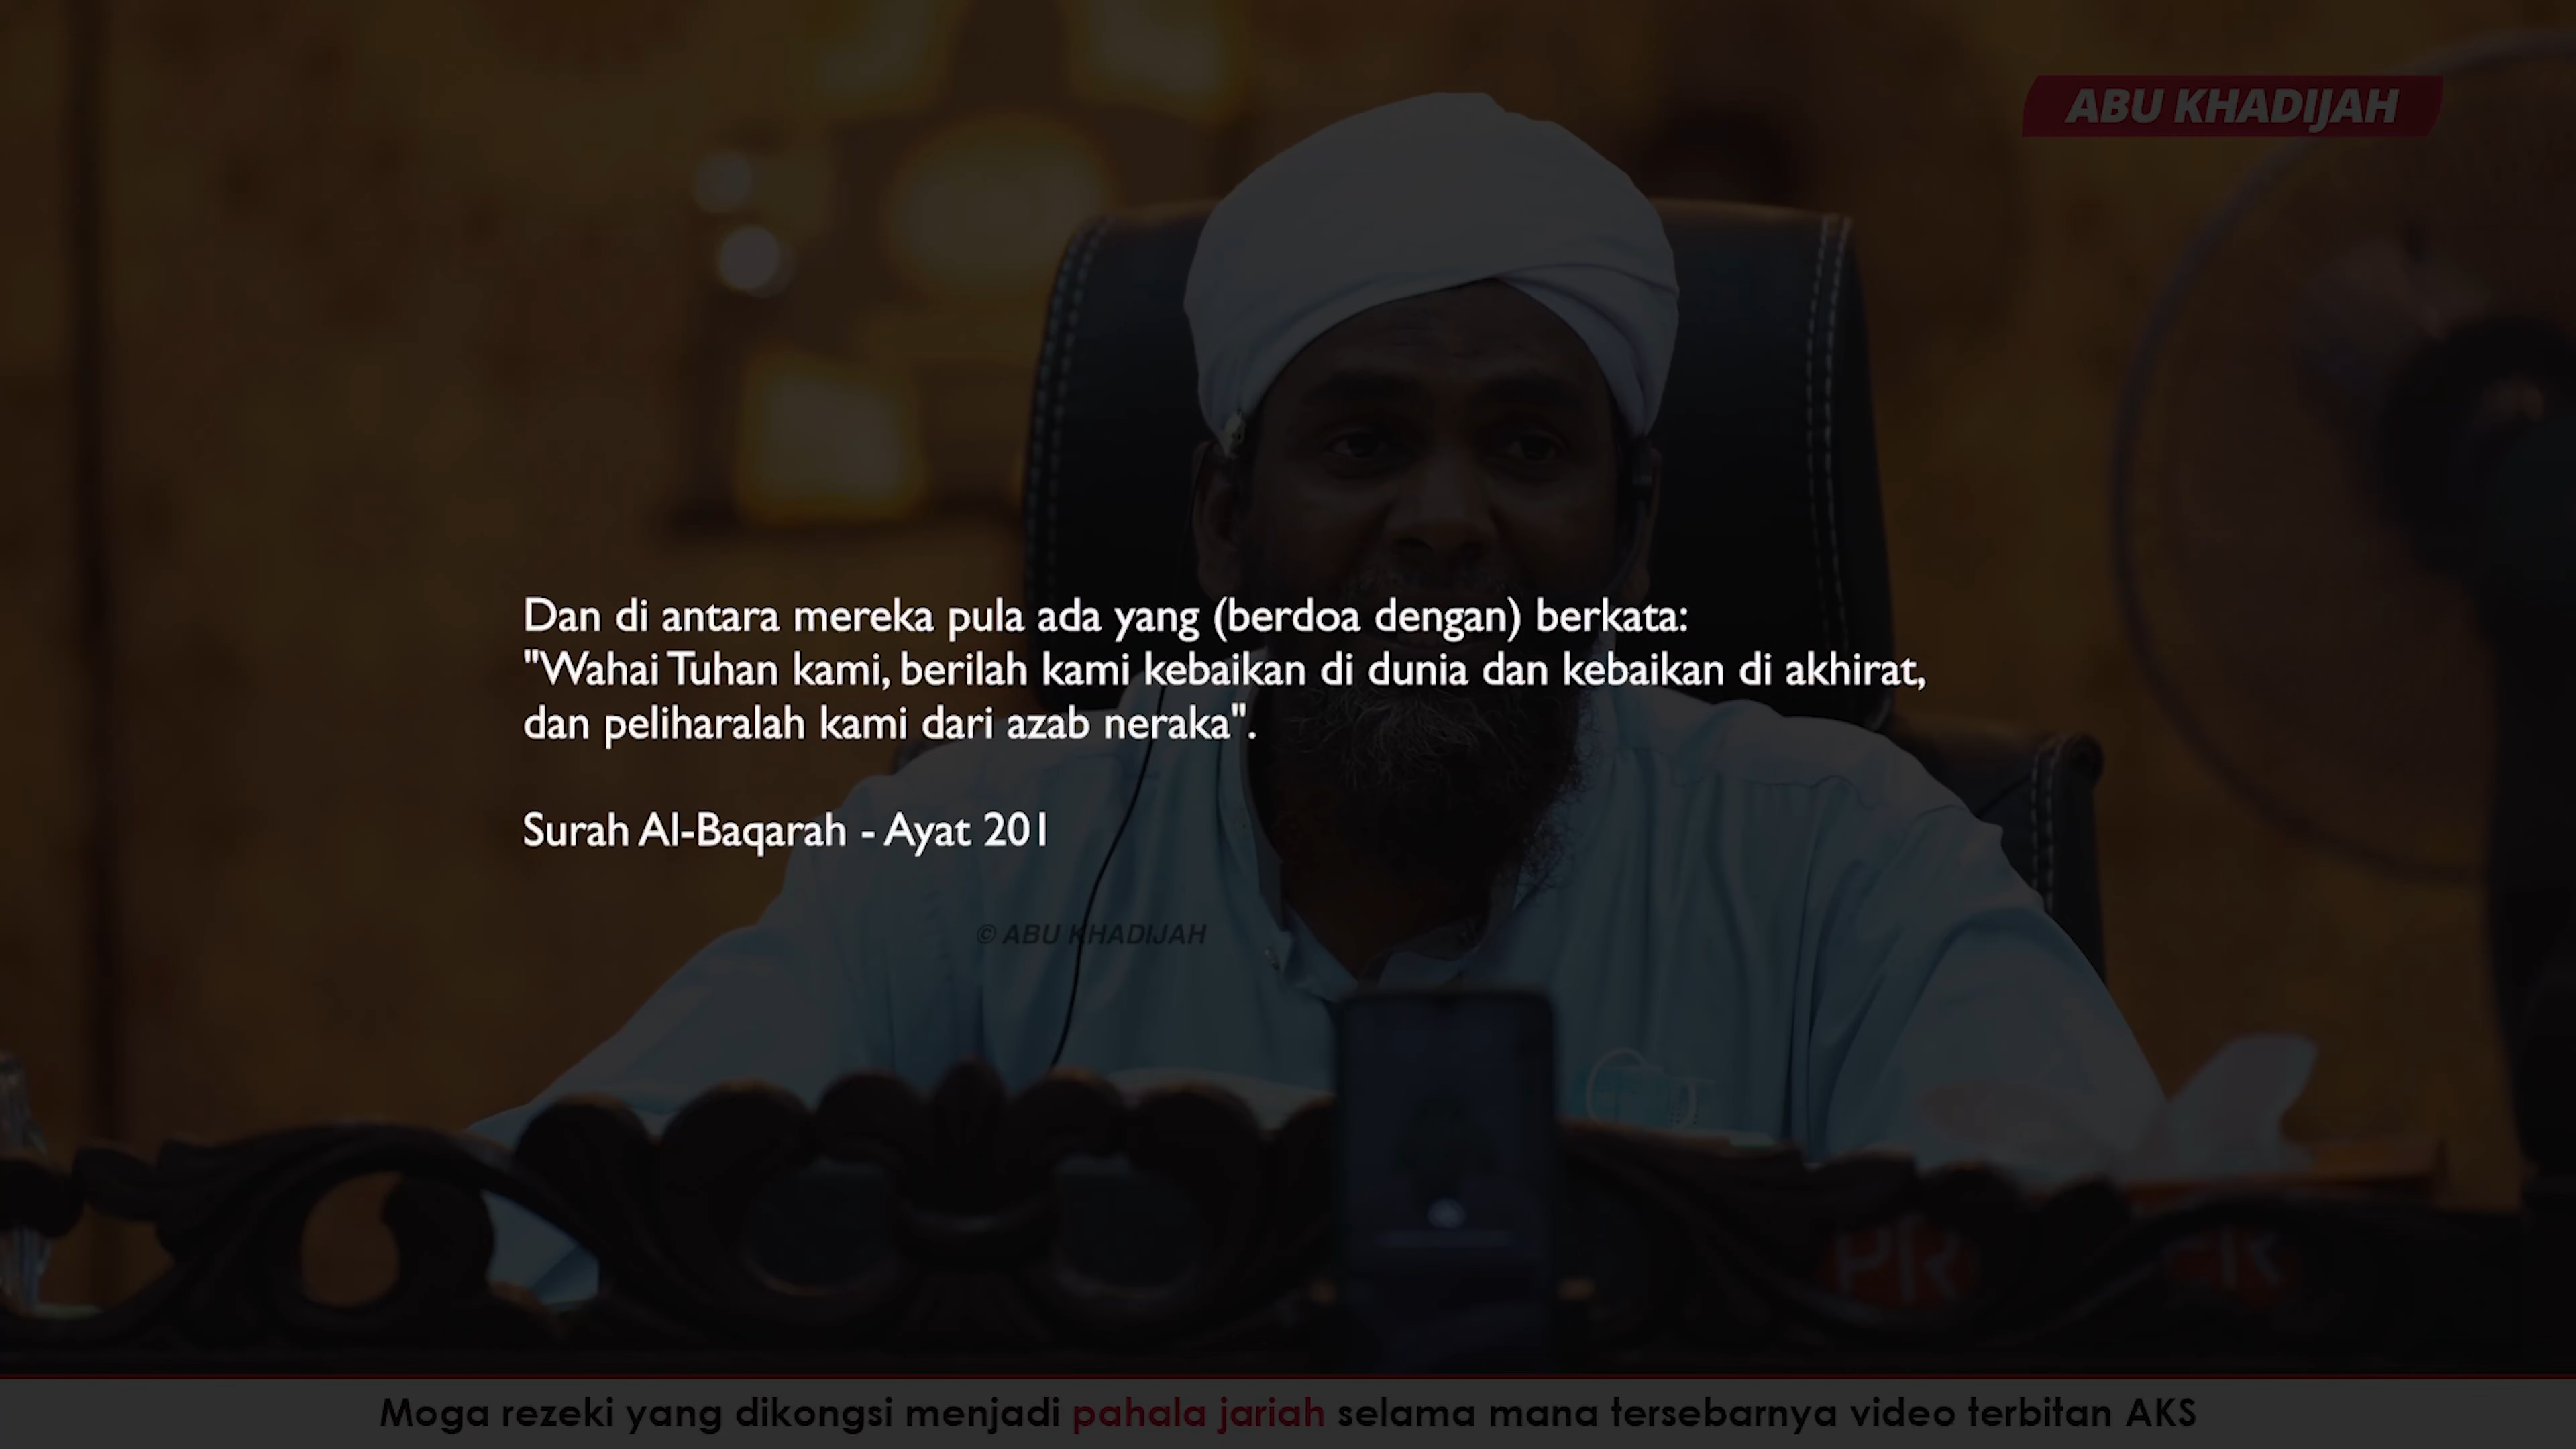 ABU KHADIJAH
Dan di antara mereka pula ada yang (berdoa dengan) berkata:
"Wahai Tuhan kami, berilah kami kebaikan di dunia dan kebaikan di akhirat,
dan peliharalah kami dari azab neraka".
Surah Al-Baqarah - Ayat 201
© ABU KHADIJAH
PR
PR
Moga rezeki yang dikongsi menjadi pahala jariah selama mana tersebarnya video terbitan AKS